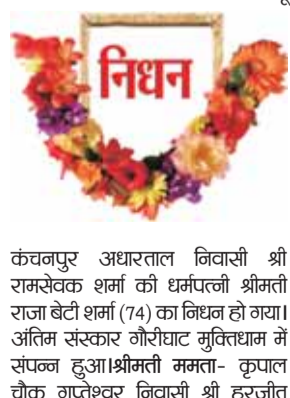 निधन
कंचनपुर अधारताल निवासी श्री
रामसेवक शर्मा की धर्मपत्नी श्रीमती
राजा बेटी शर्मा (74) का निधन हो गया।
अंतिम संस्कार गौरीघाट मुक्तिधाम में
संपन्न हुआ।श्रीमती ममता- कृपाल
चौक गुप्तेश्वर निवासी श्री हरजीत